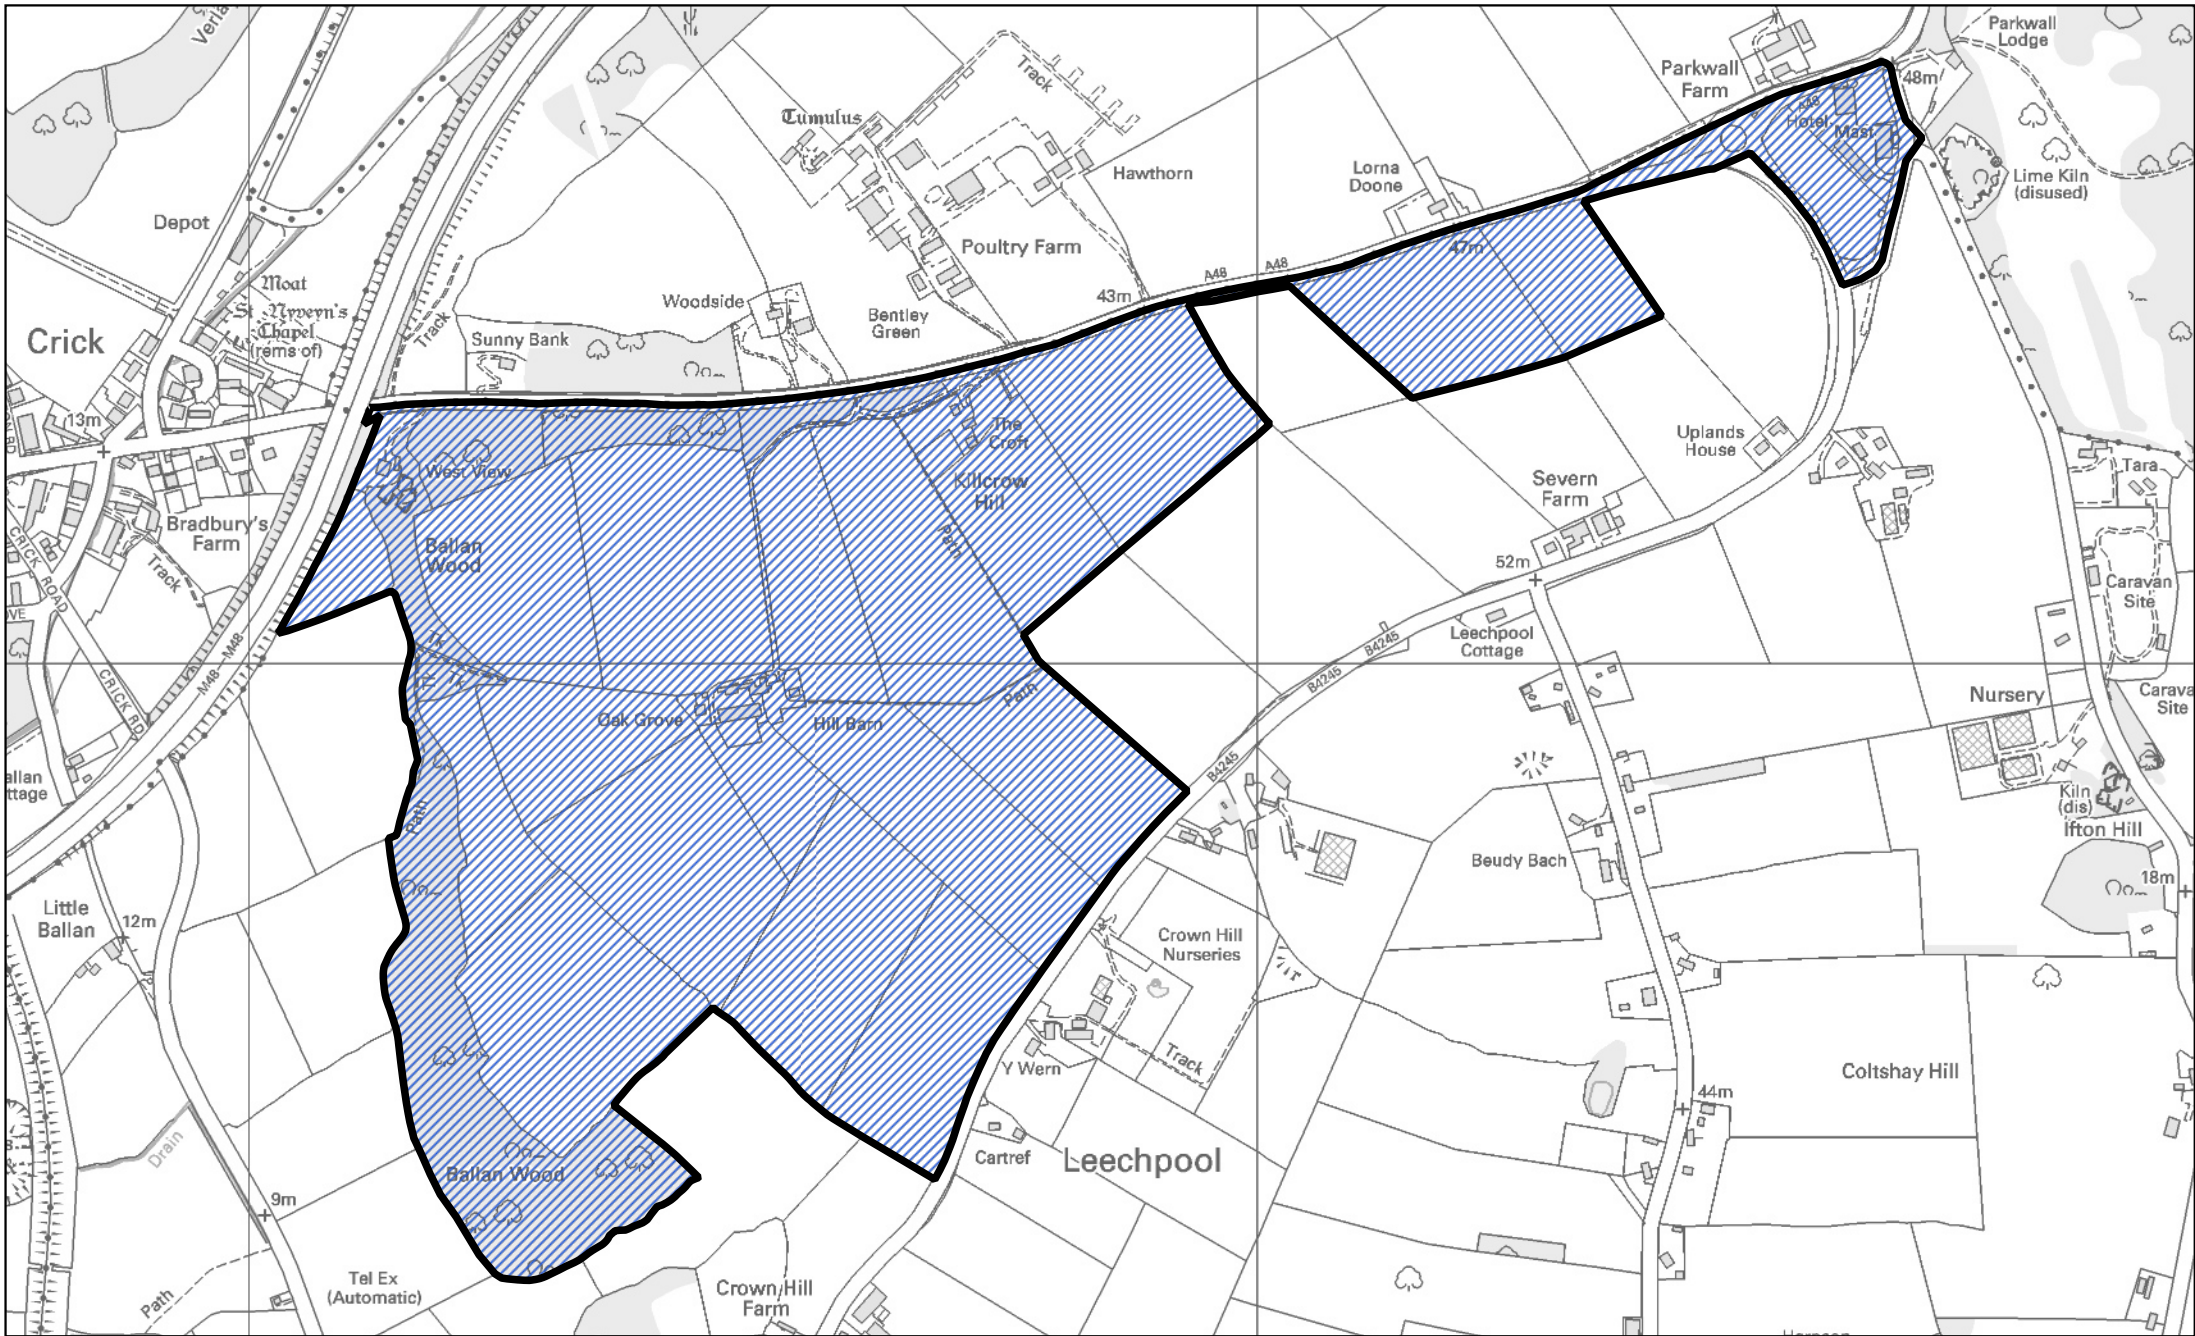 Parkwall
Lodge
Track
Parkwall
Farm
48m
A48
Hotel
Mast
Tumulus
Hawthorn
Lorna
Doone
Lime Kiln
(disused)
Depot
Poultry Farm
47m
A48
A48
43m
Moat
St Nyveyn's
Chapel
(rems of)
Woodside
Bentley
Green
Track
Sunny Bank
Crick
13m
The
Croft
West View
Killcrow
Hill
Uplands
House
Tara
Severn
Farm
Bradbury's
Farm
Path
Ballan
Wood
Track
CRICK ROAD
52m
Caravan
Site
Leechpool
Cottage
B4245
B4245
Tk
Tk
Tk
M48
M48
CRICK RD
Path
Nursery
Oak Grove
Hill Barn
B4245
Path
Kiln
(dis)
Ifton Hill
Beudy Bach
18m
Little
Ballan
12m
Crown Hill
Nurseries
Y Wern
Track
Coltshay Hill
44m
Drain
Cartref
Leechpool
Ballan Wood
9m
Tel Ex
(Automatic)
Path
Crown Hill
Farm